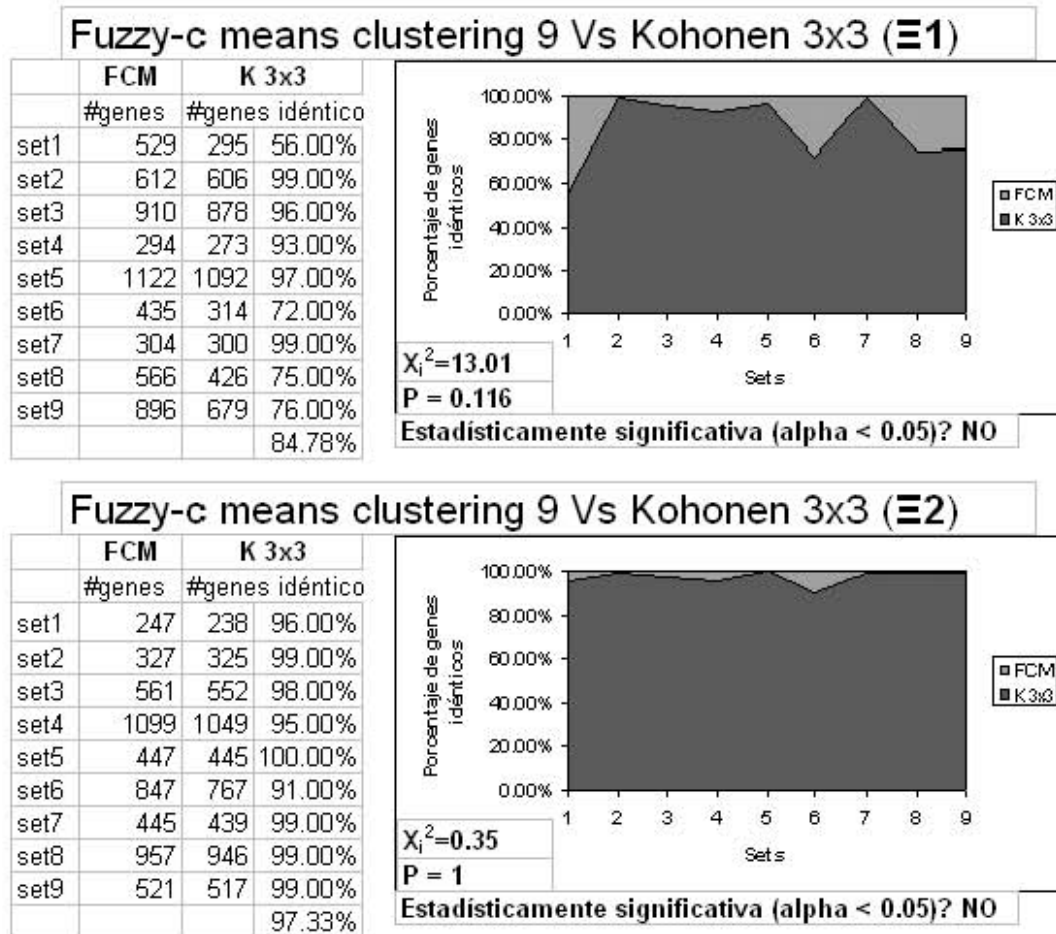 Fuzzy-c means clustering 9 Vs Kohonen 3x3 (Ξ1)
FCM K 3x3
#genes #genes idéntico
set1 529 295 56.00%
set2 612 606 99.00%
set3 910 878 96.00%
set4 294 273 93.00%
set5 1122 1092 97.00%
set6 435 314 72.00%
set7 304 300 99.00%
set8 566 426 75.00%
set9 896 679 76.00%
84.78%
Porcentaje de genes
idénticos
100.00%
80.00%
60.00%
40.00%
20.00%
0.00%
1 2 3 4 5 6 7 8 9
Sets
FCM
K 3x3
Xi²=13.01
P = 0.116
Estadísticamente significativa (alpha < 0.05)? NO
Fuzzy-c means clustering 9 Vs Kohonen 3x3 (Ξ2)
FCM K 3x3
#genes #genes idéntico
set1 247 238 96.00%
set2 327 325 99.00%
set3 561 552 98.00%
set4 1099 1049 95.00%
set5 447 445 100.00%
set6 847 767 91.00%
set7 445 439 99.00%
set8 957 946 99.00%
set9 521 517 99.00%
97.33%
Porcentaje de genes
idénticos
100.00%
80.00%
60.00%
40.00%
20.00%
0.00%
1 2 3 4 5 6 7 8 9
Sets
FCM
K 3x3
Xi²=0.35
P = 1
Estadísticamente significativa (alpha < 0.05)? NO